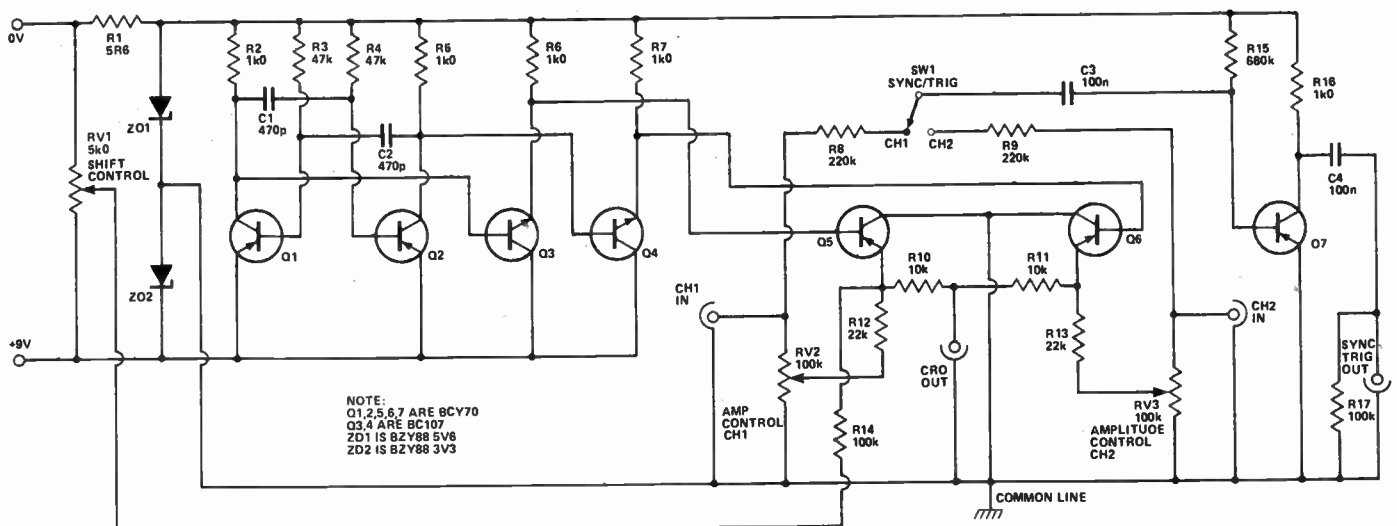 0V
R1
5R6
R2
1k0
R3
47k
R4
47k
R5
1k0
R6
1k0
R7
1k0
R15
680k
R16
1k0
C1
470p
C2
470p
SW1
SYNC/TRIG
C3
100n
C4
100n
ZO1
RV1
5k0
SHIFT
CONTROL
ZO2
R8
220k
CH1
CH2
R9
220k
Q1
Q2
Q3
Q4
Q5
Q6
O7
CH1
IN
R10
10k
R11
10k
R12
22k
R13
22k
CH2
IN
+9V
RV2
100k
CRO
OUT
RV3
100k
AMPLITUDE
CONTROL
CH2
SYNC
TRIG
OUT
R17
100k
AMP
CONTROL
CH1
R14
100k
NOTE:
Q1,2,5,6,7 ARE BCY70
Q3,4 ARE BC107
ZD1 IS BZY88 5V6
ZD2 IS BZY88 3V3
COMMON LINE